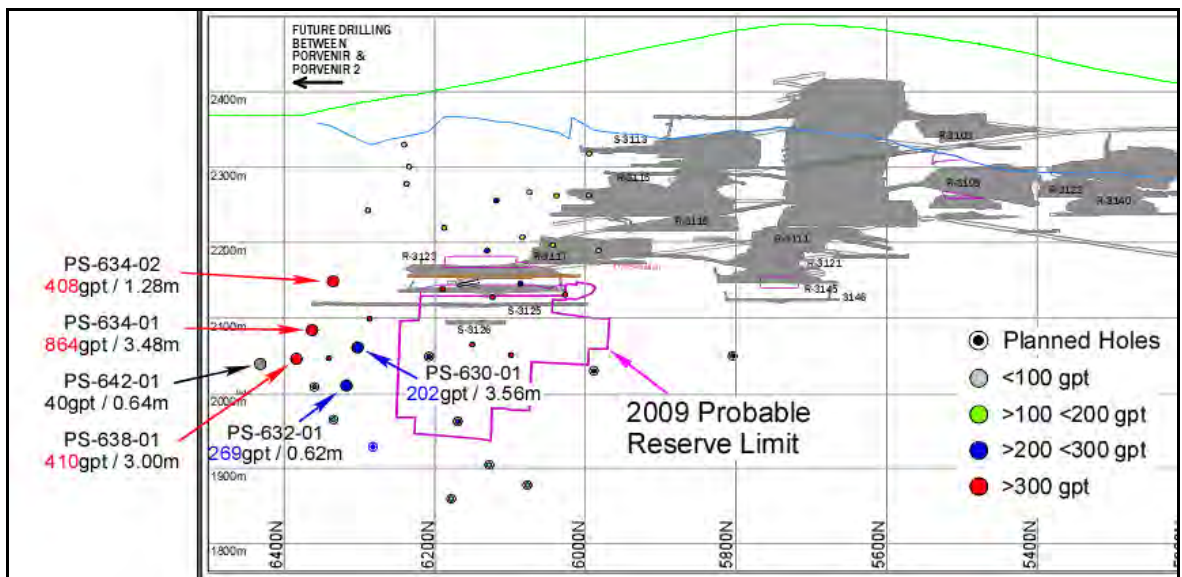 FUTURE DRILLING
BETWEEN
PORVENIR &
PORVENIR 2
2400m
2300m
2200m
2100m
2000m
1900m
1800m
S-3113
R-3103
R-3115
R-3105
R-3122
R-3140
R-3116
R-3111
R-3123
R-3117
R-3121
R-3145
3146
S-3125
S-3126
PS-634-02
408gpt / 1.28m
PS-634-01
864gpt / 3.48m
PS-642-01
40gpt / 0.64m
PS-638-01
410gpt / 3.00m
PS-630-01
202gpt / 3.56m
PS-632-01
269gpt / 0.62m
2009 Probable
Reserve Limit
Planned Holes
<100 gpt
>100 <200 gpt
>200 <300 gpt
>300 gpt
6400N
6200N
6000N
5800N
5600N
5400N